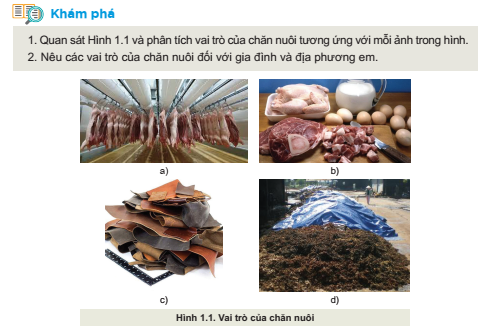 Khám phá
1. Quan sát Hình 1.1 và phân tích vai trò của chăn nuôi tương ứng với mỗi ảnh trong hình.
2. Nêu các vai trò của chăn nuôi đối với gia đình và địa phương em.
a)
b)
c)
d)
Hình 1.1. Vai trò của chăn nuôi